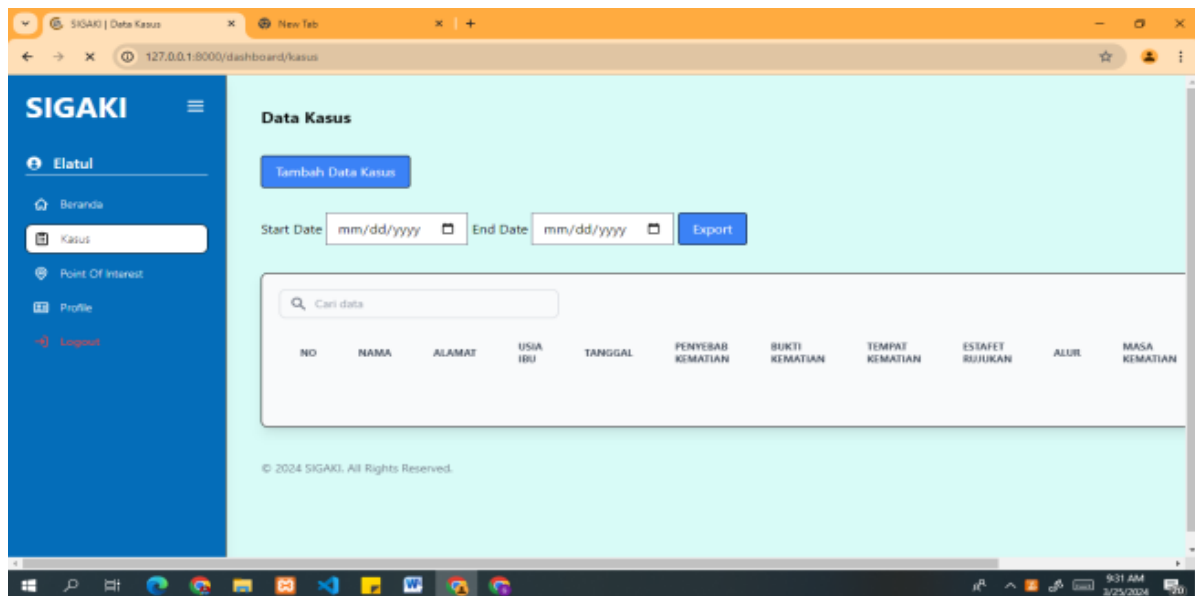 SIGAKI | Data Kasus
New Tab
127.0.0.1:8000/dashboard/kasus
SIGAKI
Elatul
Beranda
Kasus
Point Of Interest
Profile
Logout
Data Kasus
Tambah Data Kasus
Start Date mm/dd/yyyy End Date mm/dd/yyyy Export
Cari data
NO NAMA ALAMAT USIA IBU TANGGAL PENYEBAB KEMATIAN BUKTI KEMATIAN TEMPAT KEMATIAN ESTAFET RUJUKAN ALUR MASA KEMATIAN
© 2024 SIGAKI. All Rights Reserved.
9:31 AM
3/25/2024
20